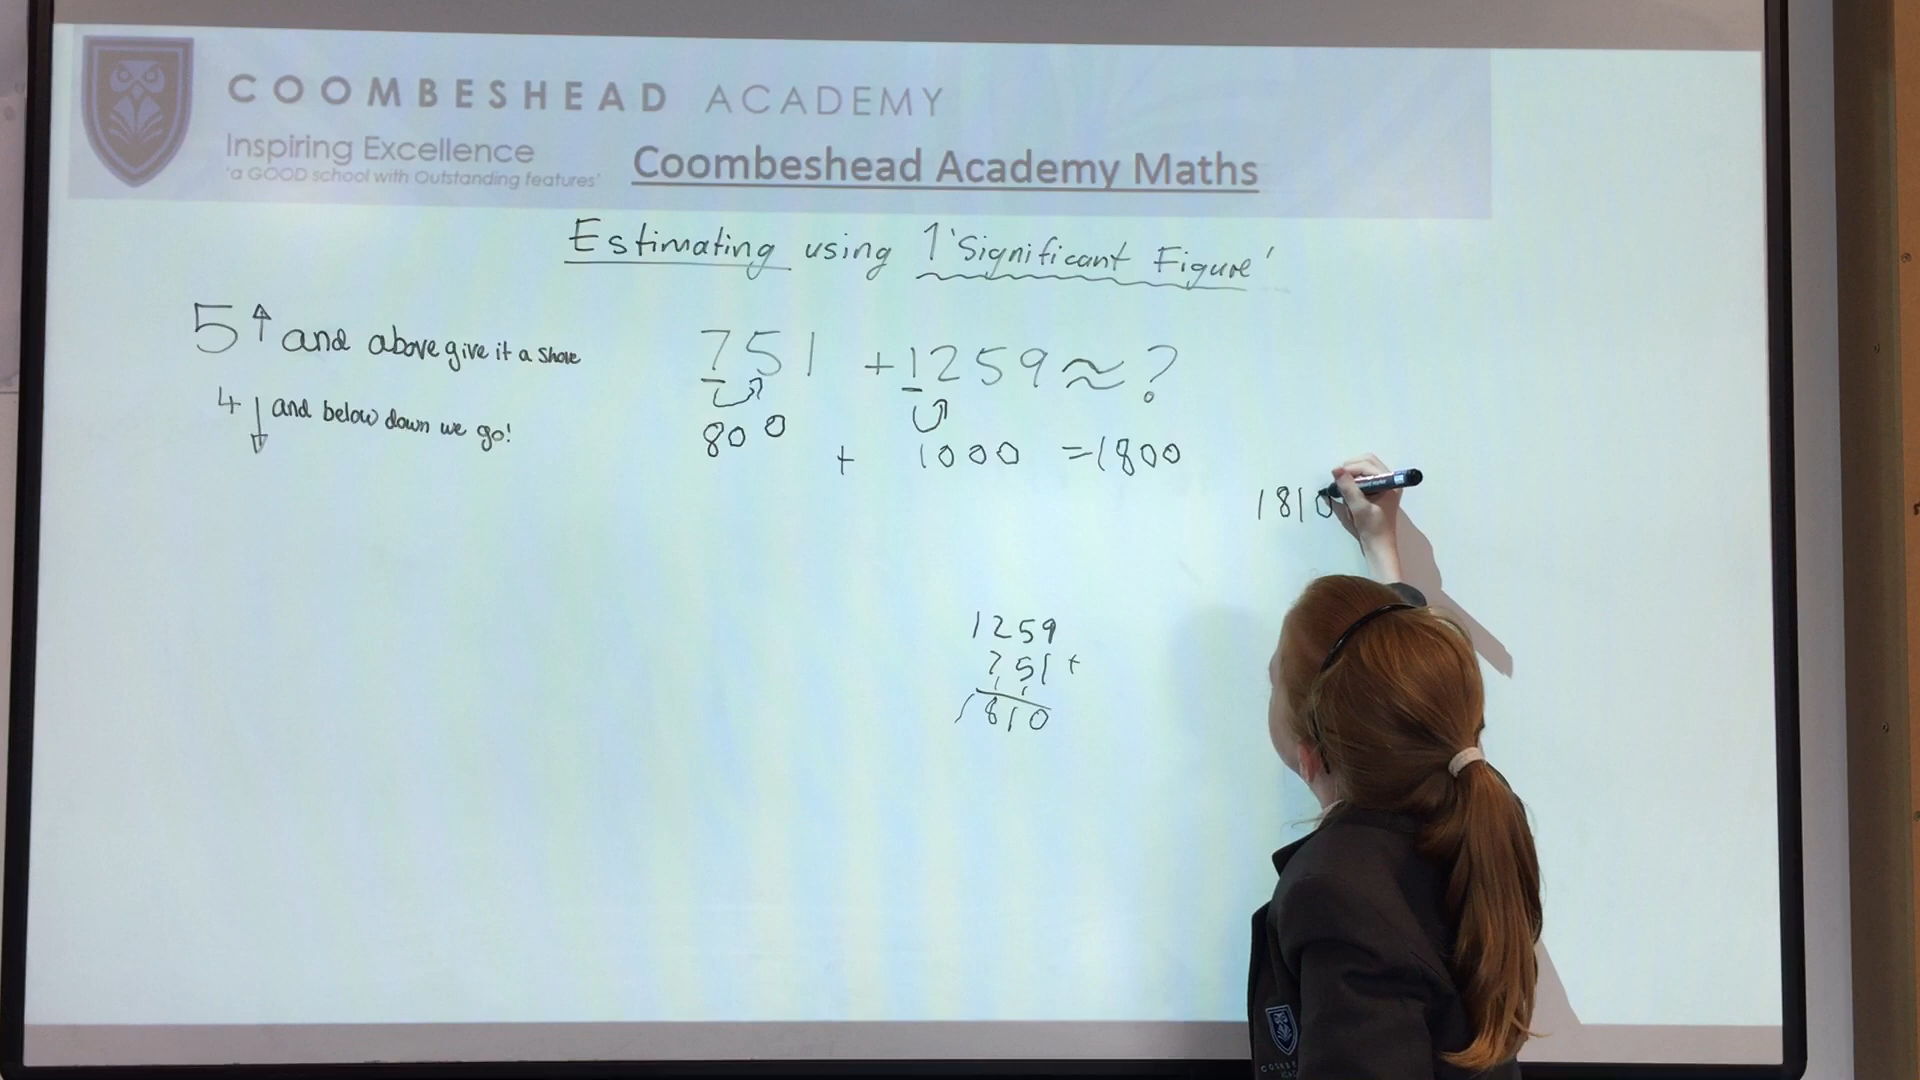 COOMBESHEAD ACADEMY
Inspiring Excellence
'a GOOD school with Outstanding features'
Coombeshead Academy Maths
Estimating using 1 'Significant Figure'
5↑ and above give it a shove
4↓ and below down we go!
751 + 1259 ≈ ?
800 + 1000 = 1800
1810
1259
751 +
1 1
1810